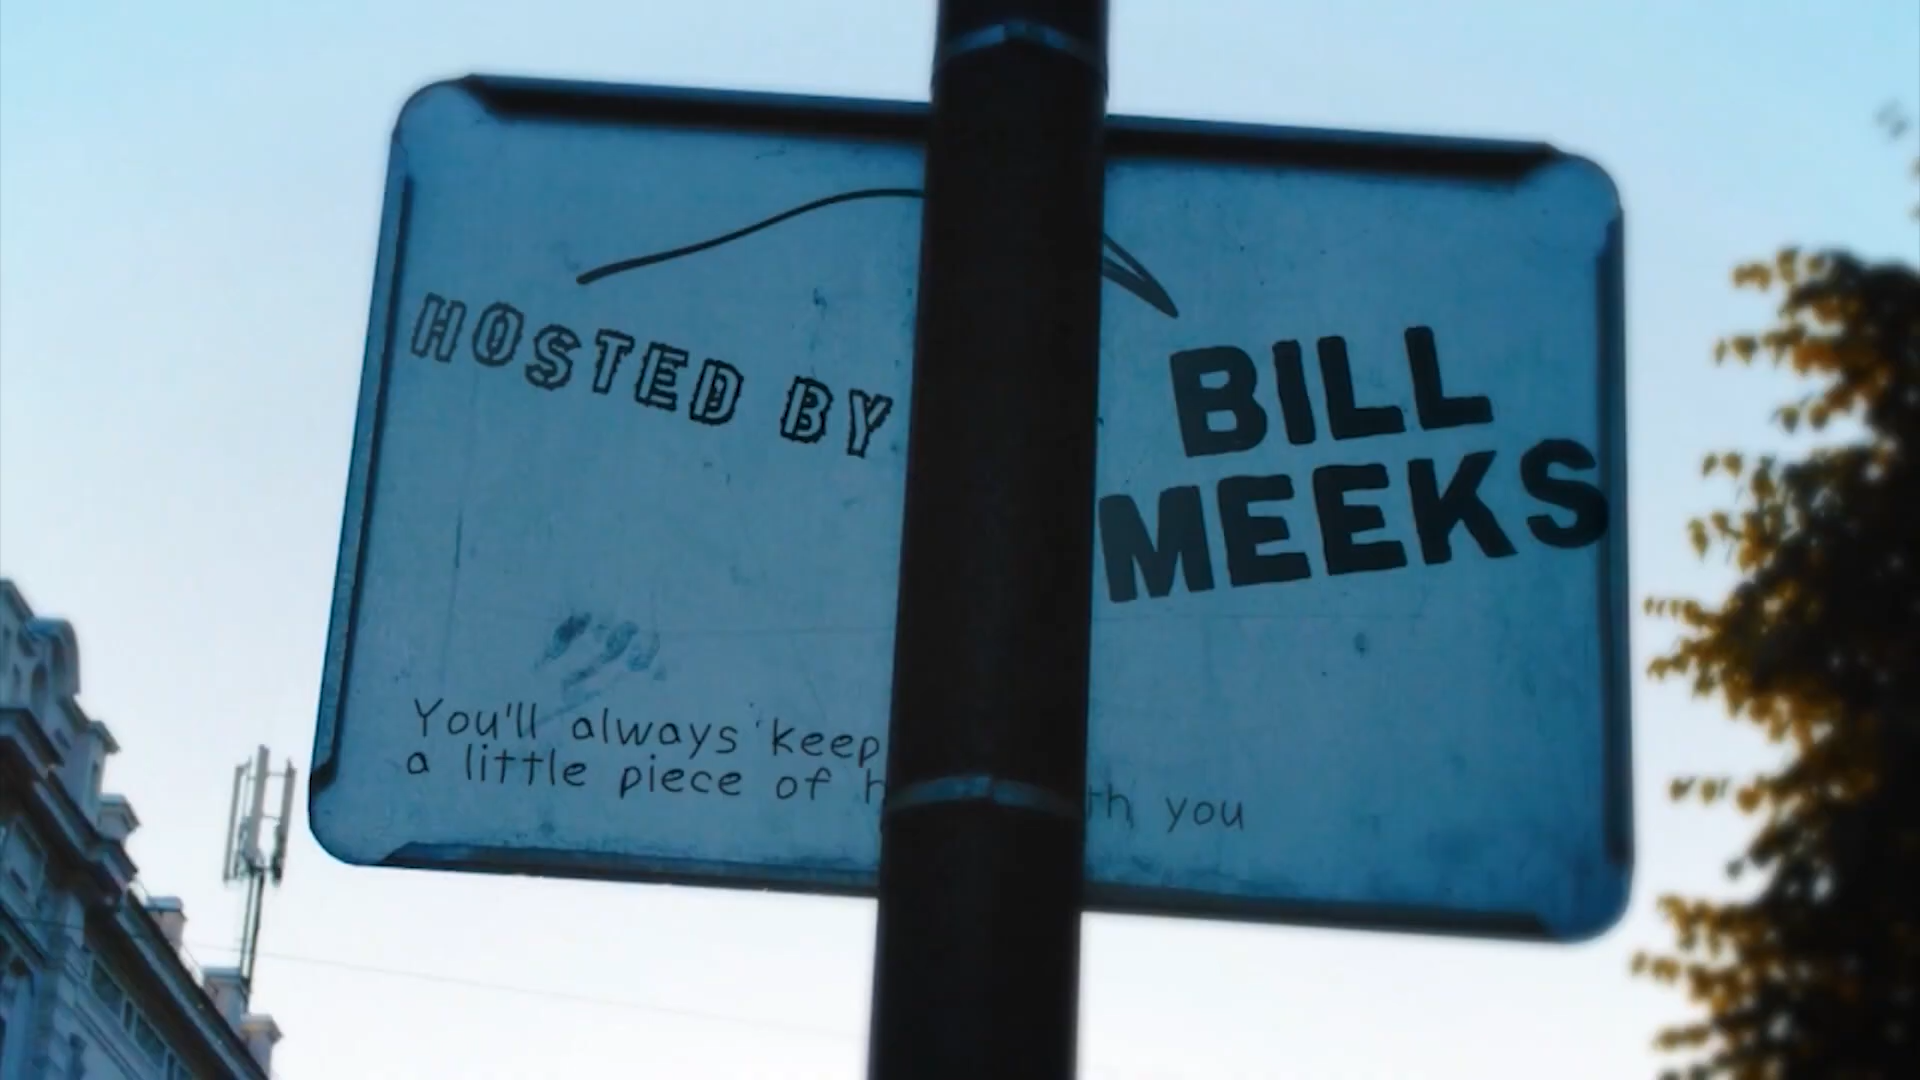 HOSTED BY
BILL
MEEKS
You'll always keep
a little piece of you